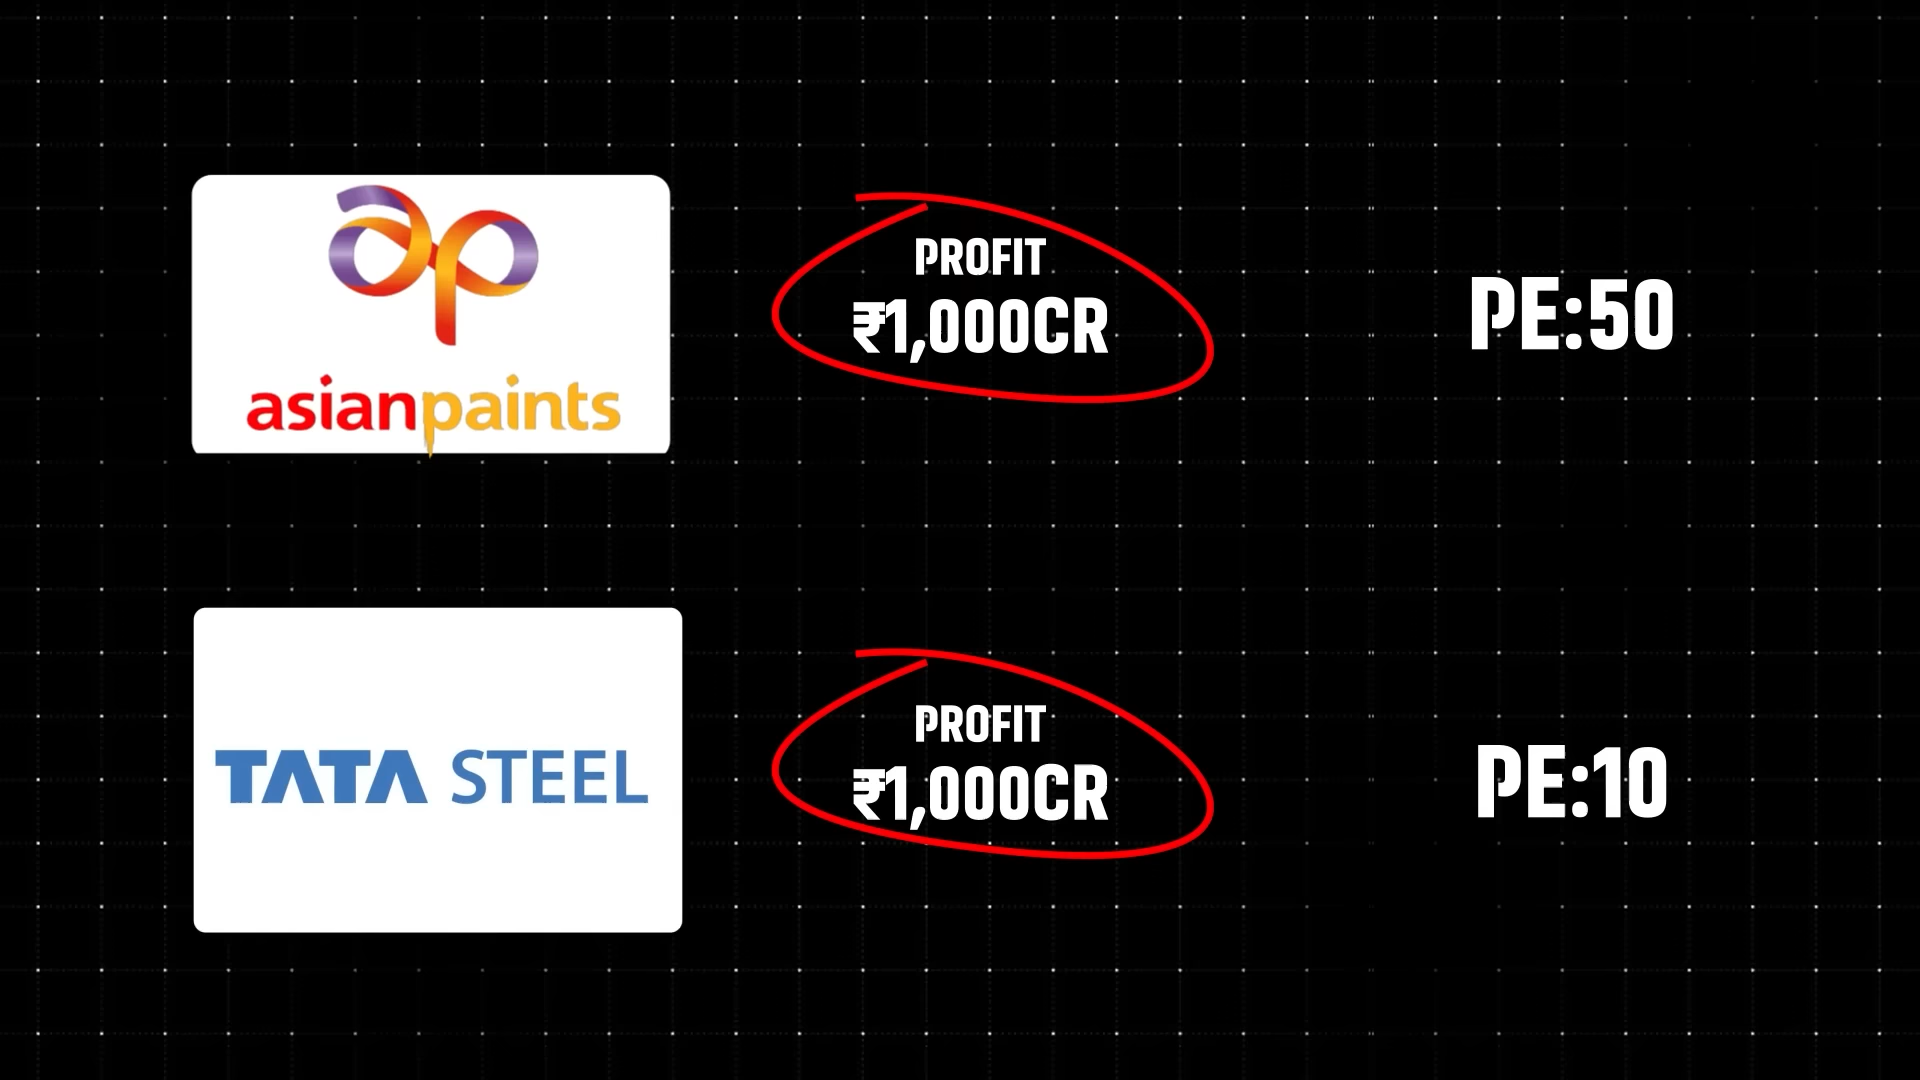 asianpaints
PROFIT
₹1,000CR
PE:50
TATA STEEL
PROFIT
₹1,000CR
PE:10